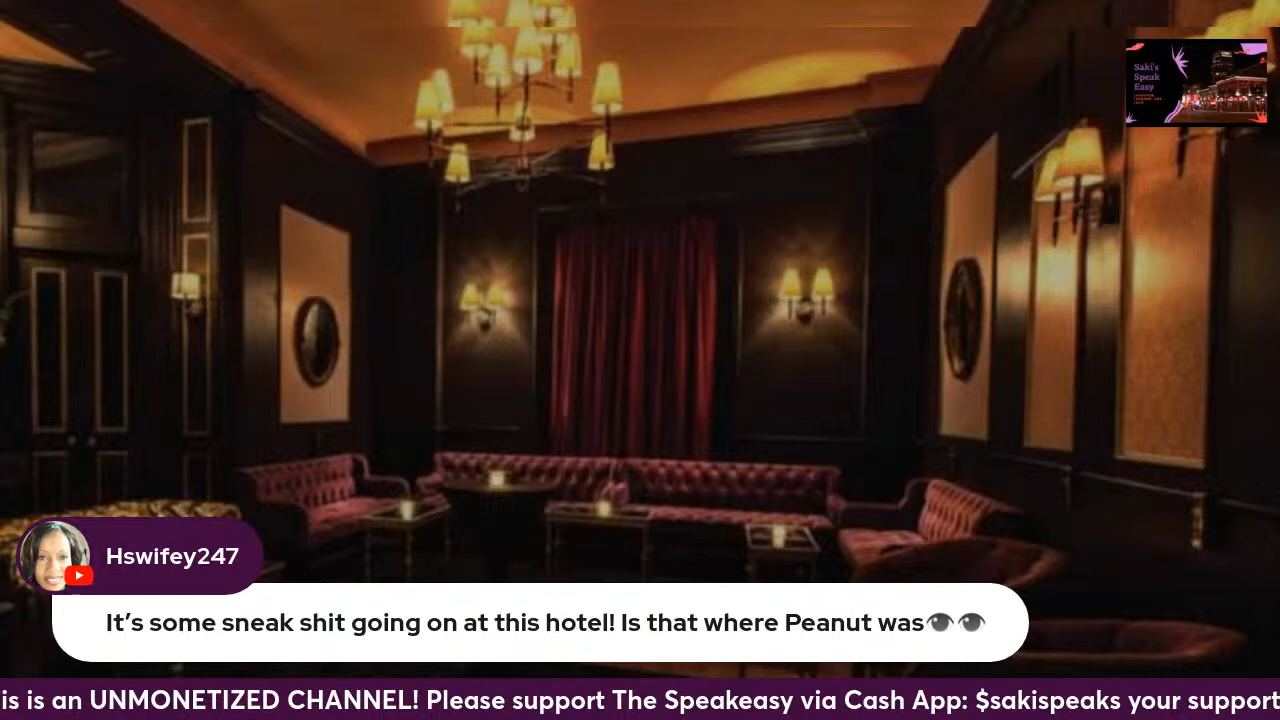 Saki's
Speak
Easy
Hswifey247
It's some sneak shit going on at this hotel! Is that where Peanut was👁️👁️
is is an UNMONETIZED CHANNEL! Please support The Speakeasy via Cash App: $sakispeaks your support